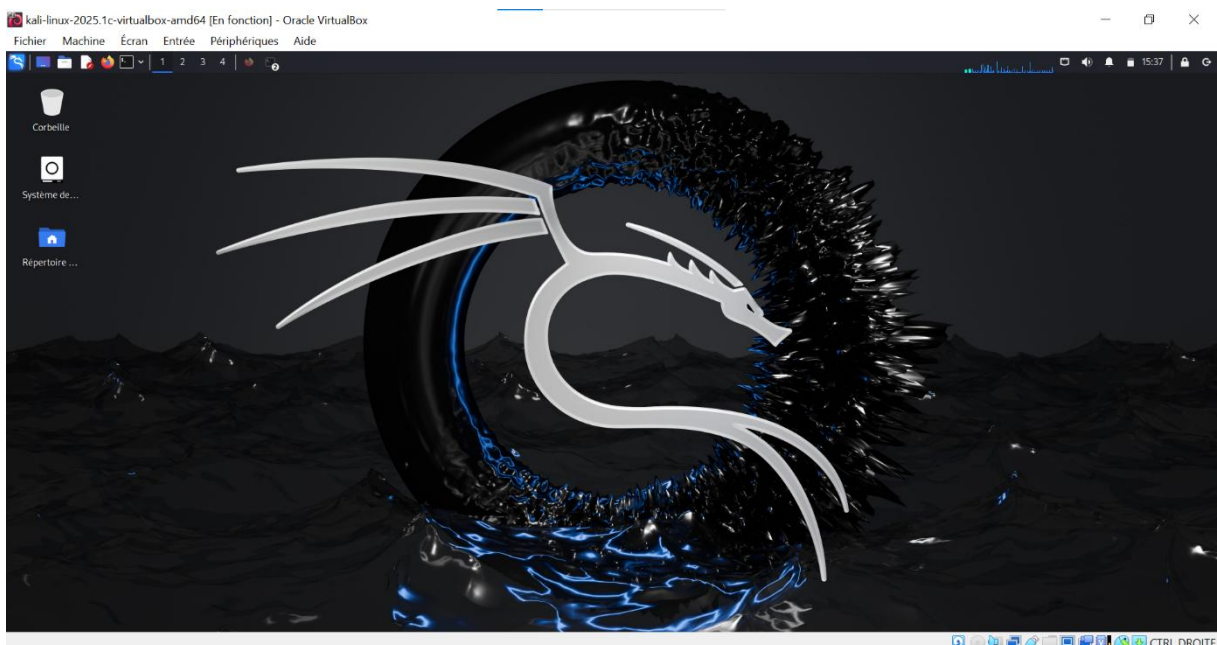 kali-linux-2025.1c-virtualbox-amd64 [En fonction] - Oracle VirtualBox
Fichier Machine Écran Entrée Périphériques Aide
1 2 3 4 2 15:37
Corbeille
Système de...
Répertoire ...
CTRL DROITE